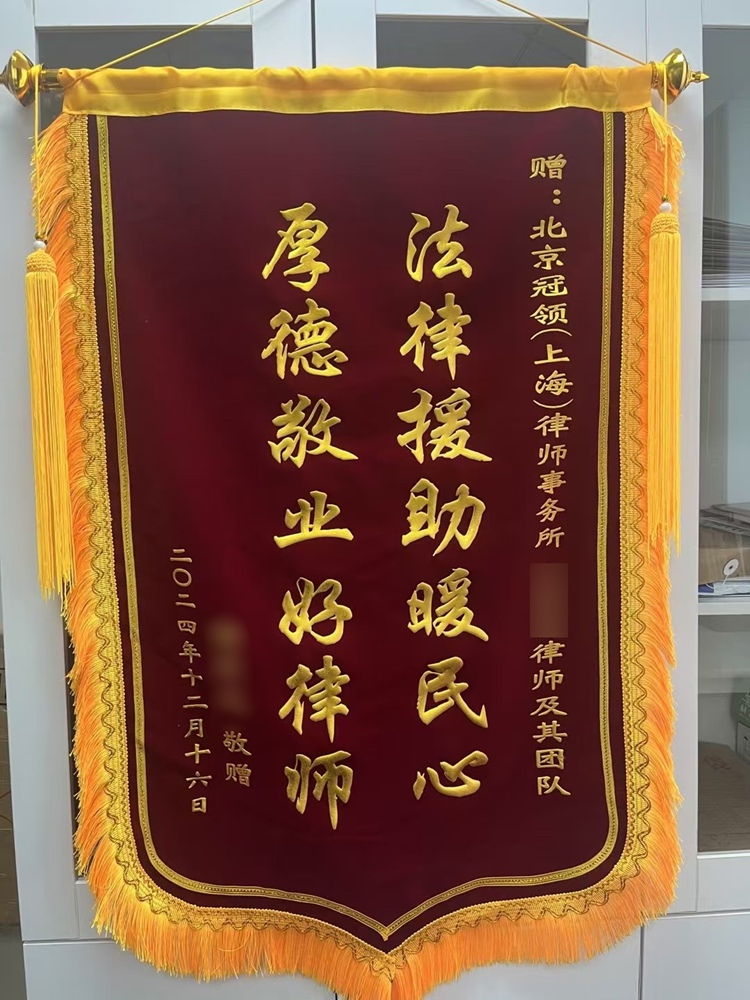 赠：北京冠领（上海）律师事务所 律师及其团队
法律援助暖民心
厚德敬业好律师
敬赠
二〇二四年十二月十六日